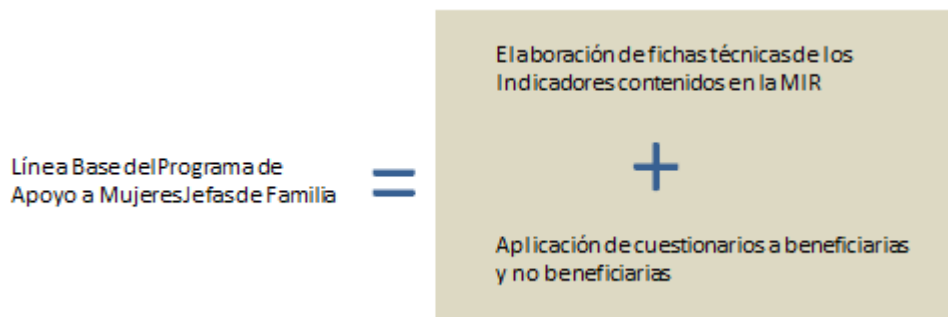 Elaboración de fichas técnicas de los
Indicadores contenidos en la MIR
Línea Base del Programa de
Apoyo a Mujeres Jefas de Familia
=
+
Aplicación de cuestionarios a beneficiarias
y no beneficiarias